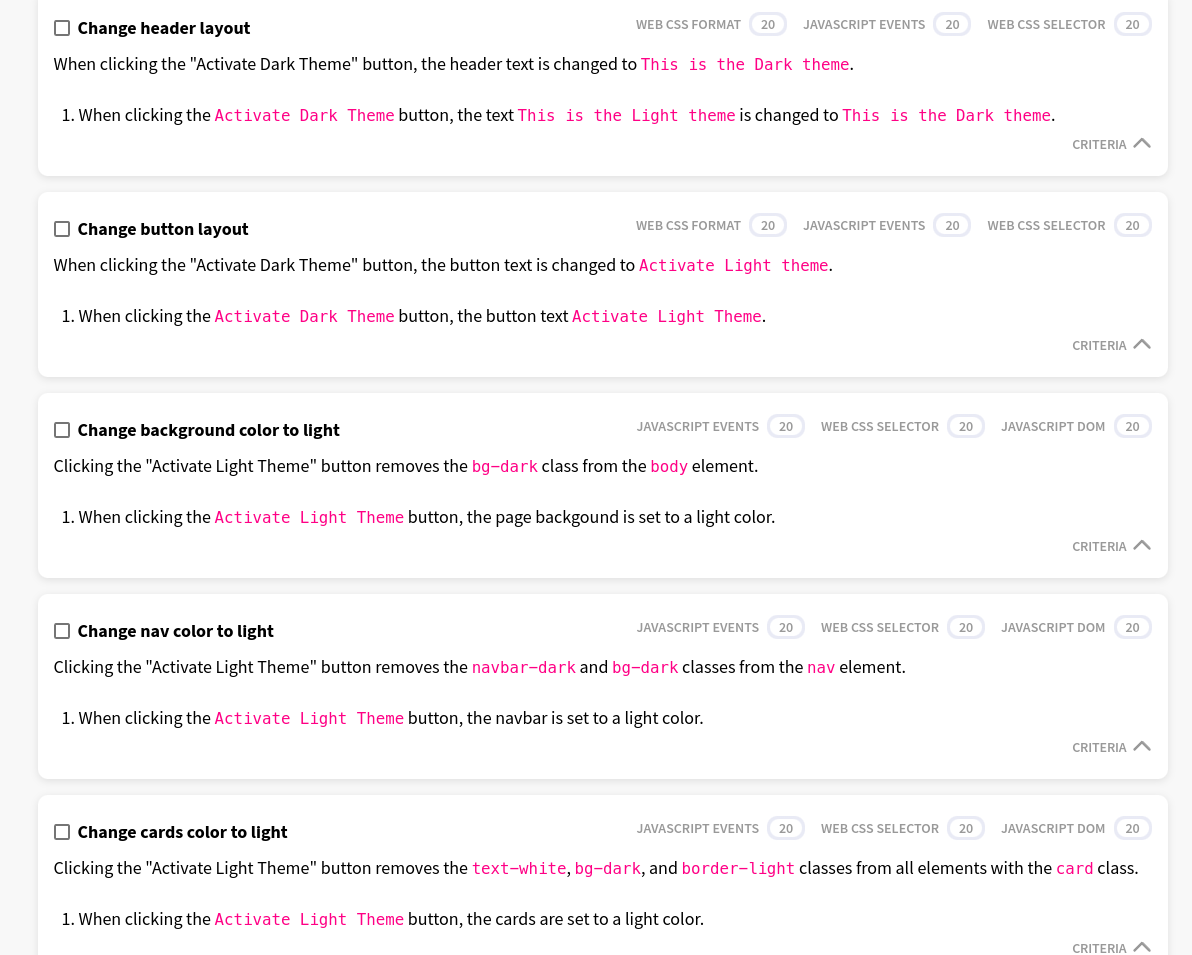 Change header layout WEB CSS FORMAT 20 JAVASCRIPT EVENTS 20 WEB CSS SELECTOR 20
When clicking the "Activate Dark Theme" button, the header text is changed to This is the Dark theme.
1. When clicking the Activate Dark Theme button, the text This is the Light theme is changed to This is the Dark theme.
CRITERIA
Change button layout WEB CSS FORMAT 20 JAVASCRIPT EVENTS 20 WEB CSS SELECTOR 20
When clicking the "Activate Dark Theme" button, the button text is changed to Activate Light theme.
1. When clicking the Activate Dark Theme button, the button text Activate Light Theme.
CRITERIA
Change background color to light JAVASCRIPT EVENTS 20 WEB CSS SELECTOR 20 JAVASCRIPT DOM 20
Clicking the "Activate Light Theme" button removes the bg-dark class from the body element.
1. When clicking the Activate Light Theme button, the page backgound is set to a light color.
CRITERIA
Change nav color to light JAVASCRIPT EVENTS 20 WEB CSS SELECTOR 20 JAVASCRIPT DOM 20
Clicking the "Activate Light Theme" button removes the navbar-dark and bg-dark classes from the nav element.
1. When clicking the Activate Light Theme button, the navbar is set to a light color.
CRITERIA
Change cards color to light JAVASCRIPT EVENTS 20 WEB CSS SELECTOR 20 JAVASCRIPT DOM 20
Clicking the "Activate Light Theme" button removes the text-white, bg-dark, and border-light classes from all elements with the card class.
1. When clicking the Activate Light Theme button, the cards are set to a light color.
CRITERIA